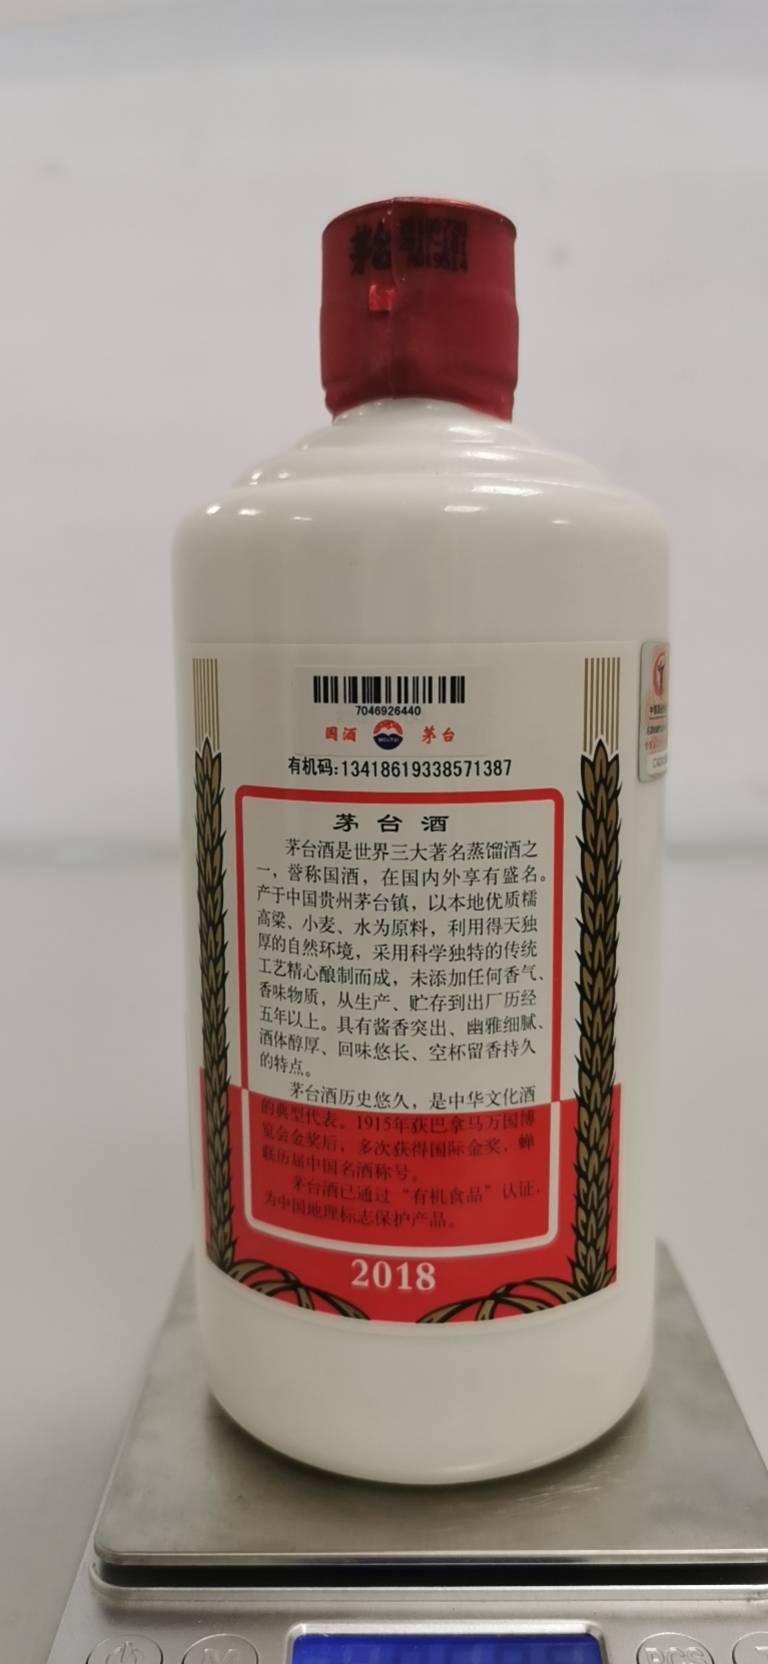 茅台
7046926440
国酒 茅台
有机码:13418619338571387
茅台酒
茅台酒是世界三大著名蒸馏酒之
一，誉称国酒，在国内外享有盛名。
产于中国贵州茅台镇，以本地优质糯
高粱、小麦、水为原料，利用得天独
厚的自然环境，采用科学独特的传统
工艺精心酿制而成，未添加任何香气、
香味物质，从生产、贮存到出厂历经
五年以上。具有酱香突出、幽雅细腻、
酒体醇厚、回味悠长、空杯留香持久
的特点。
茅台酒历史悠久，是中华文化酒
的典型代表。1915年获巴拿马万国博
览会金奖后，多次获得国际金奖，蝉
联历届中国名酒称号。
茅台酒已通过“有机食品”认证，
为中国地理标志保护产品。
2018
PCS